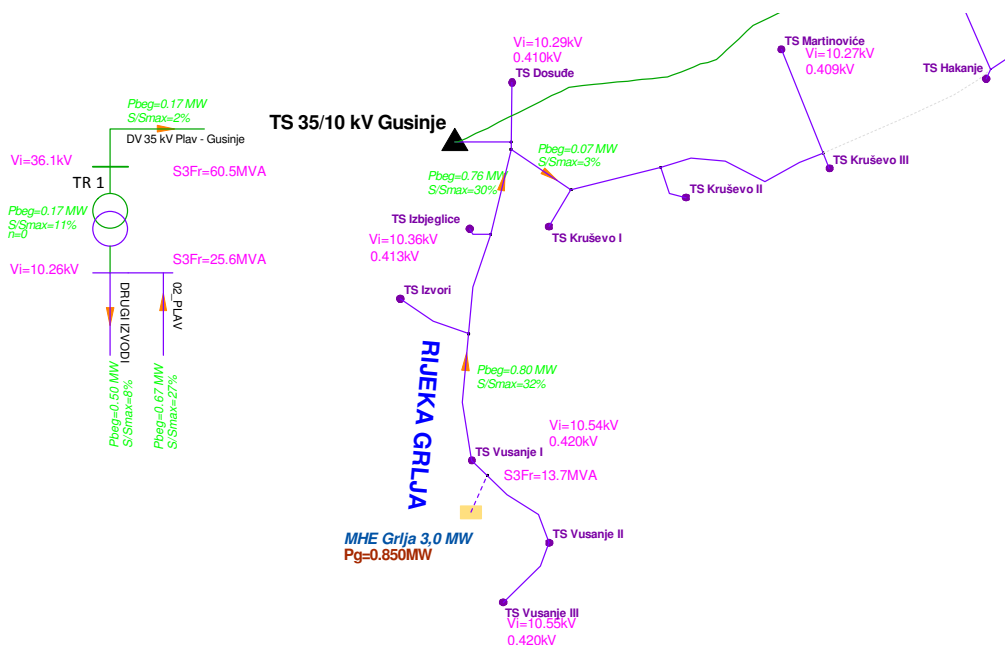 Vi=10.29kV
0.410kV
TS Dosuđe
TS Martinoviće
Vi=10.27kV
0.409kV
TS Hakanje
Pbeg=0.17 MW
S/Smax=2%
DV 35 kV Plav - Gusinje
TS 35/10 kV Gusinje
Vi=36.1kV
S3Fr=60.5MVA
TR 1
Pbeg=0.17 MW
S/Smax=11%
n=0
Pbeg=0.07 MW
S/Smax=3%
Pbeg=0.76 MW
S/Smax=30%
TS Kruševo III
TS Kruševo II
TS Kruševo I
TS Izbjeglice
Vi=10.36kV
0.413kV
S3Fr=25.6MVA
Vi=10.26kV
DRUGI IZVODI
02_PLAV
TS Izvori
Pbeg=0.50 MW
S/Smax=8%
Pbeg=0.67 MW
S/Smax=27%
RIJEKA GRLJA
Pbeg=0.80 MW
S/Smax=32%
Vi=10.54kV
0.420kV
TS Vusanje I
S3Fr=13.7MVA
MHE Grlja 3,0 MW
Pg=0.850MW
TS Vusanje II
TS Vusanje III
Vi=10.55kV
0.420kV